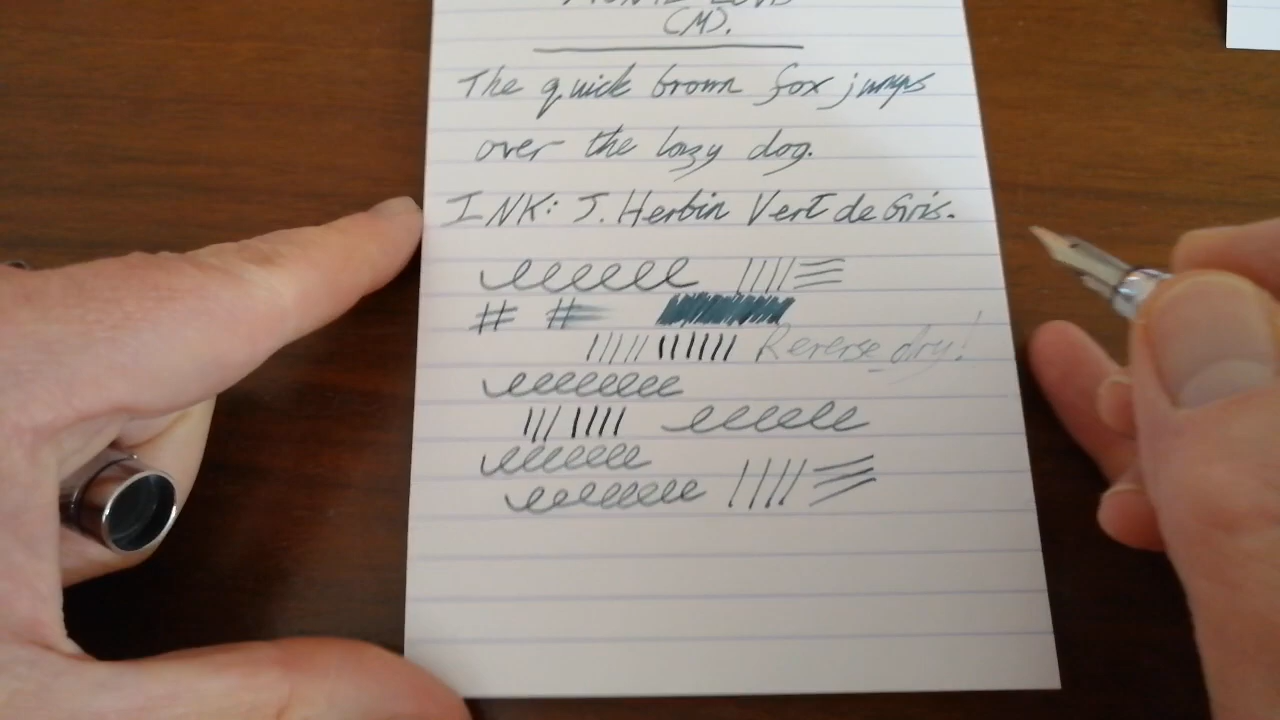 (M).
The quick brown fox jumps
over the lazy dog.
INK: J. Herbin Vert de Gris.
Reverse dry!